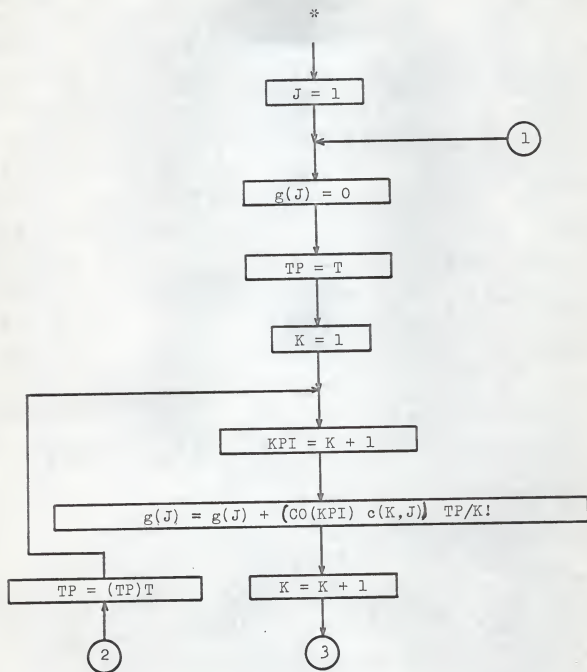 *
J = 1
1
g(J) = 0
TP = T
K = 1
KPI = K + 1
g(J) = g(J) + (CO(KPI) c(K,J)) TP/K!
TP = (TP)T
K = K + 1
2
3